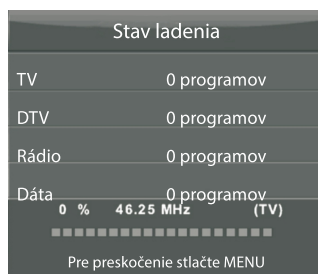 Stav ladenia
TV 0 programov
DTV 0 programov
Rádio 0 programov
Dáta 0 programov
0 % 46.25 MHz (TV)
Pre preskočenie stlačte MENU